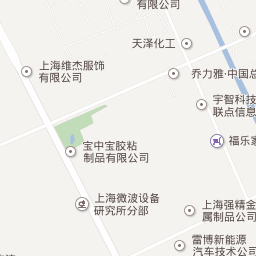 有限公司
天泽化工
上海维杰服饰
有限公司
乔力雅·中国总
宇智科技
联点信息
福乐家
宝中宝胶粘
制品有限公司
上海微波设备
研究所分部
上海强精金
属制品公司
雷博新能源
汽车技术公司